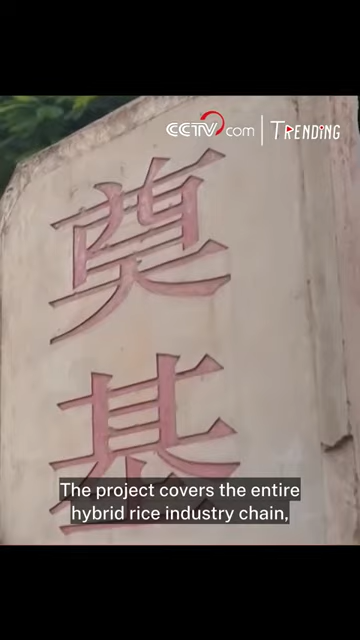 CCTV.com | TRENDING
奠
基
The project covers the entire
hybrid rice industry chain,